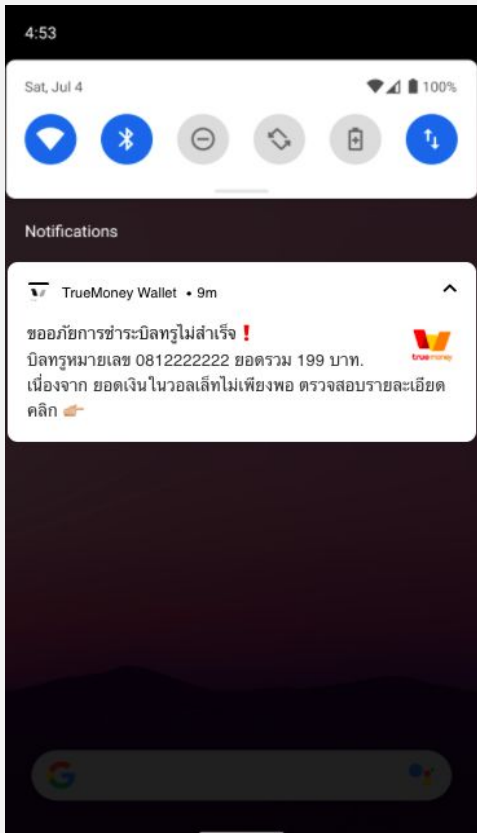 4:53
Sat, Jul 4
100%
Notifications
TrueMoney Wallet • 9m
ขออภัยการชำระบิลทรูไม่สำเร็จ❗
บิลทรูหมายเลข 0812222222 ยอดรวม 199 บาท.
เนื่องจาก ยอดเงินในวอลเล็ทไม่เพียงพอ ตรวจสอบรายละเอียด
คลิก 👉
true money